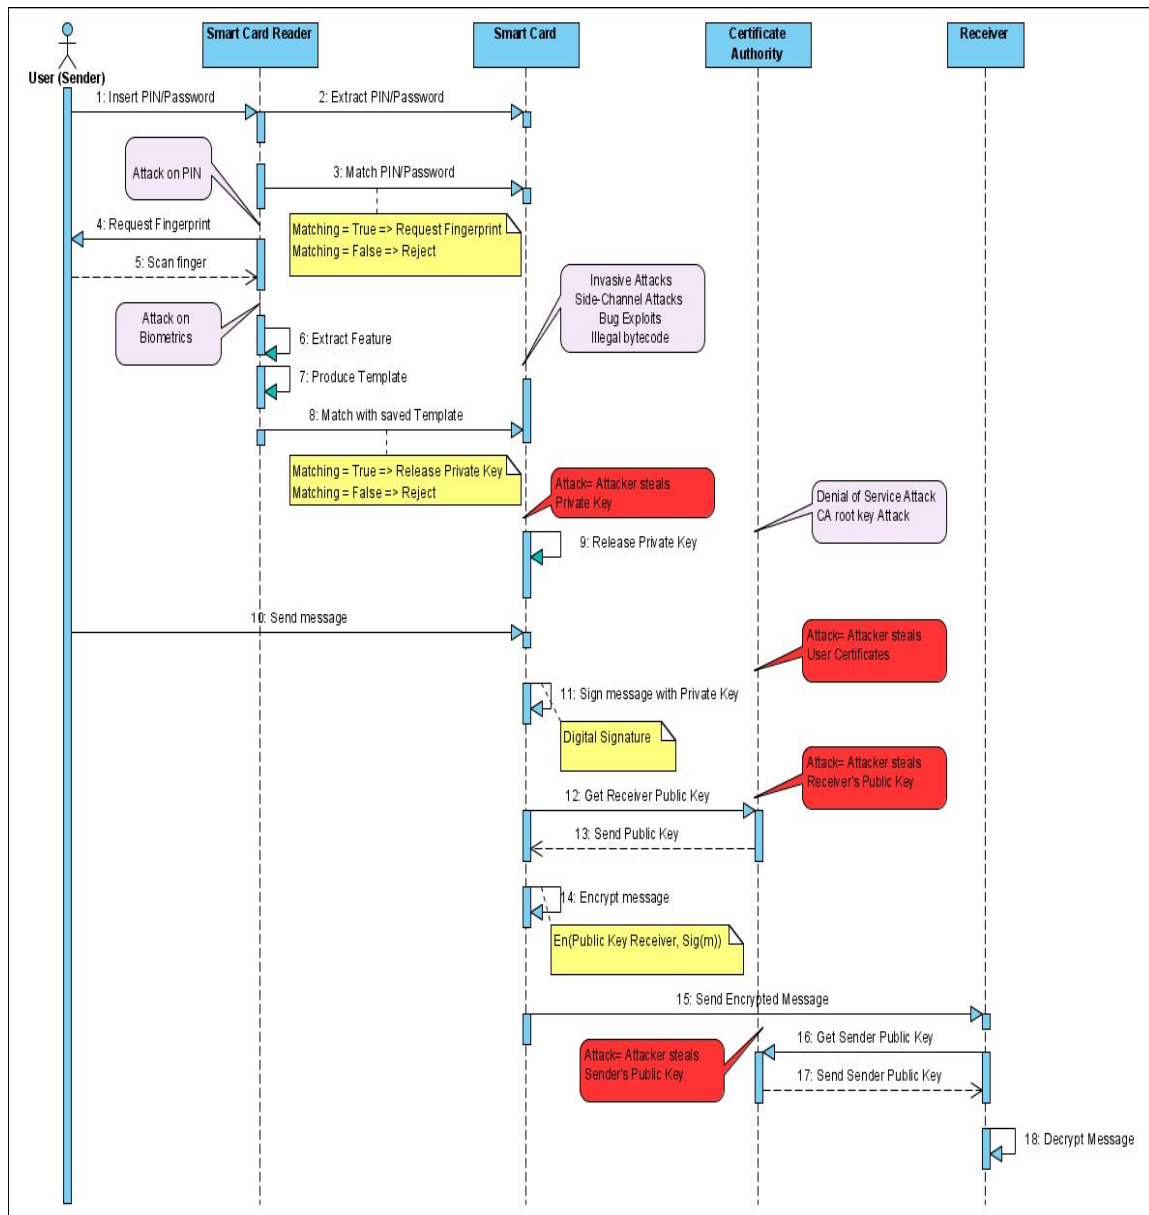 Smart Card Reader
Smart Card
Certificate
Authority
Receiver
User (Sender)
1: Insert PIN/Password
2: Extract PIN/Password
Attack on PIN
3: Match PIN/Password
4: Request Fingerprint
Matching = True => Request Fingerprint
Matching = False => Reject
5: Scan finger
Invasive Attacks
Side-Channel Attacks
Bug Exploits
Illegal bytecode
Attack on
Biometrics
6: Extract Feature
7: Produce Template
8: Match with saved Template
Matching = True => Release Private Key
Matching = False => Reject
Attack= Attacker steals
Private Key
Denial of Service Attack
CA root key Attack
9: Release Private Key
10: Send message
Attack= Attacker steals
User Certificates
11: Sign message with Private Key
Digital Signature
Attack= Attacker steals
Receiver's Public Key
12: Get Receiver Public Key
13: Send Public Key
14: Encrypt message
En(Public Key Receiver, Sig(m))
15: Send Encrypted Message
16: Get Sender Public Key
Attack= Attacker steals
Sender's Public Key
17: Send Sender Public Key
18: Decrypt Message